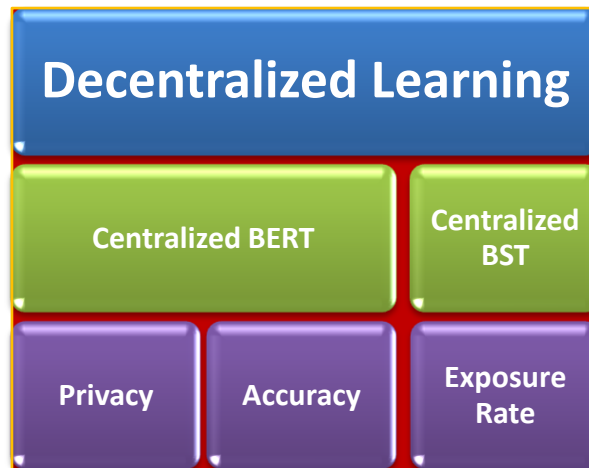 Decentralized Learning
Centralized BERT
Centralized
BST
Privacy
Accuracy
Exposure
Rate